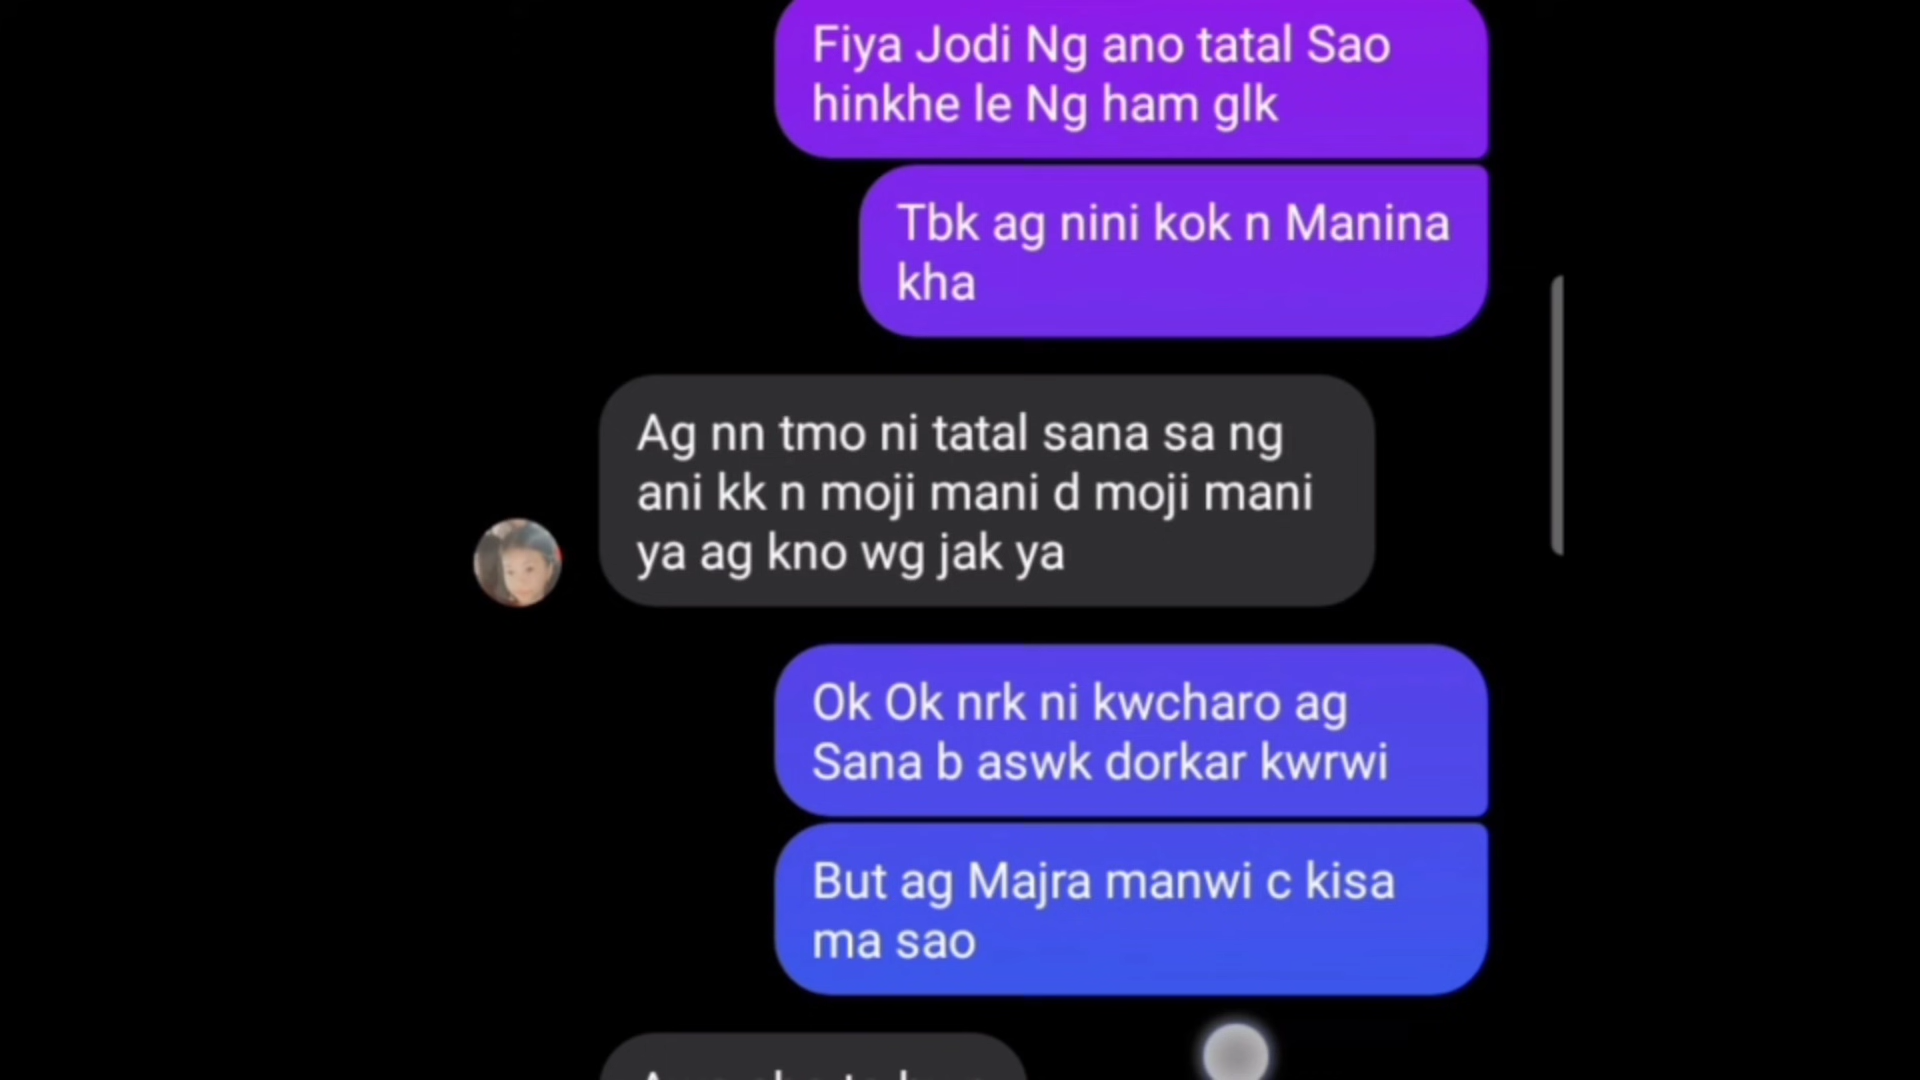 Fiya Jodi Ng ano tatal Sao
hinkhe le Ng ham glk
Tbk ag nini kok n Manina
kha
Ag nn tmo ni tatal sana sa ng
ani kk n moji mani d moji mani
ya ag kno wg jak ya
Ok Ok nrk ni kwcharo ag
Sana b aswk dorkar kwrwi
But ag Majra manwi c kisa
ma sao